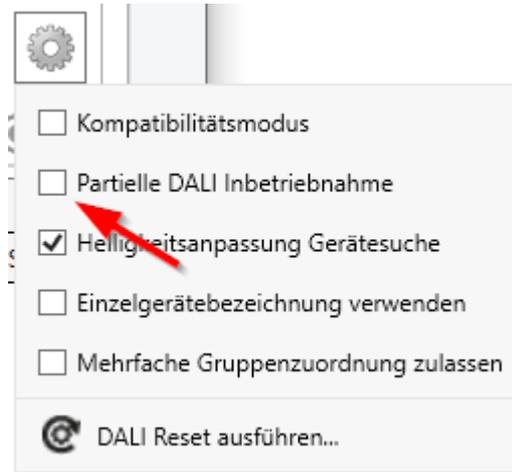 Kompatibilitätsmodus
Partielle DALI Inbetriebnahme
Helligkeitsanpassung Gerätesuche
Einzelgerätebezeichnung verwenden
Mehrfache Gruppenzuordnung zulassen
DALI Reset ausführen...